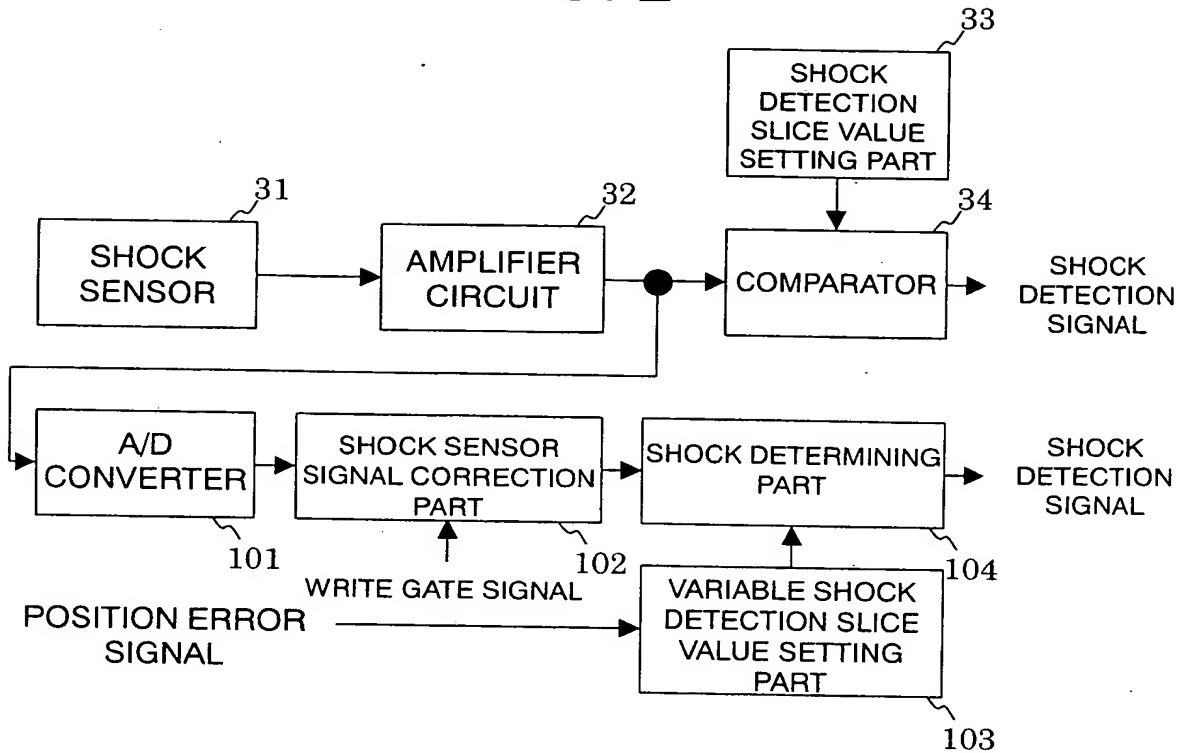 33
SHOCK
DETECTION
SLICE VALUE
SETTING PART
31
32
34
SHOCK
SENSOR
AMPLIFIER
CIRCUIT
COMPARATOR
SHOCK
DETECTION
SIGNAL
A/D
CONVERTER
SHOCK SENSOR
SIGNAL CORRECTION
PART
SHOCK DETERMINING
PART
SHOCK
DETECTION
SIGNAL
101
102
104
WRITE GATE SIGNAL
POSITION ERROR
SIGNAL
VARIABLE SHOCK
DETECTION SLICE
VALUE SETTING
PART
103